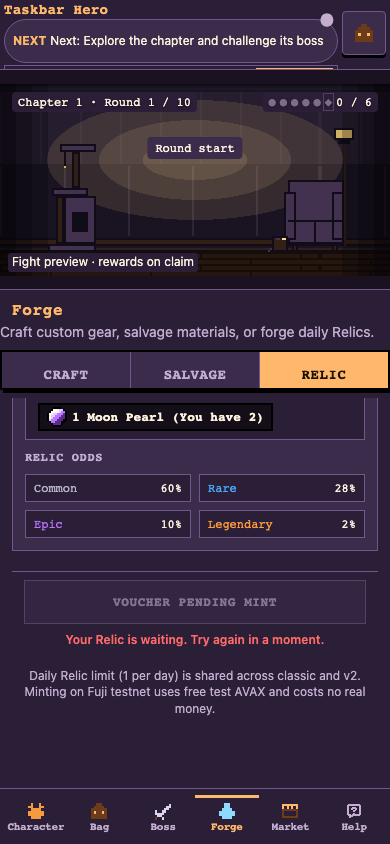 Taskbar Hero
NEXT Next: Explore the chapter and challenge its boss
Chapter 1 · Round 1 / 10
0 / 6
Round start
Fight preview · rewards on claim
Forge
Craft custom gear, salvage materials, or forge daily Relics.
CRAFT
SALVAGE
RELIC
1 Moon Pearl (You have 2)
RELIC ODDS
Common 60%
Rare 28%
Epic 10%
Legendary 2%
VOUCHER PENDING MINT
Your Relic is waiting. Try again in a moment.
Daily Relic limit (1 per day) is shared across classic and v2.
Minting on Fuji testnet uses free test AVAX and costs no real
money.
Character
Bag
Boss
Forge
Market
Help